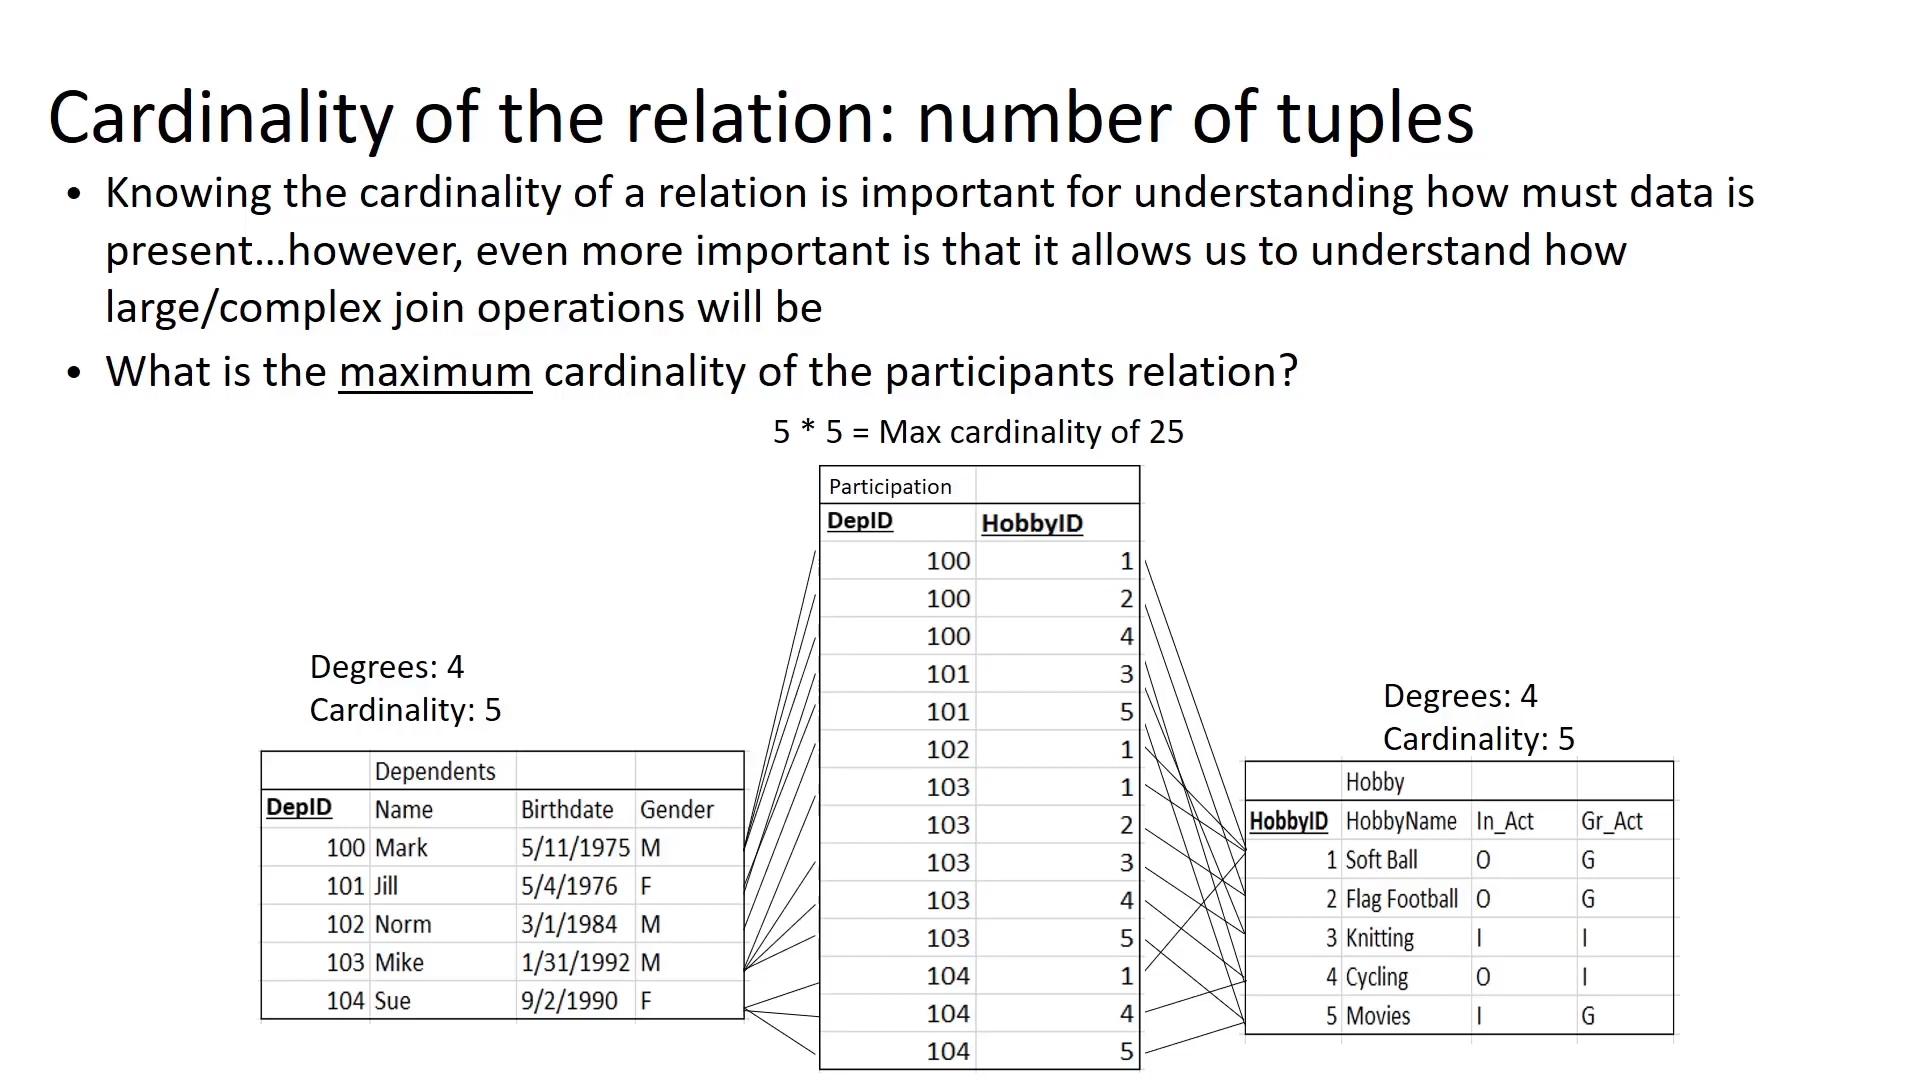 Cardinality of the relation: number of tuples
• Knowing the cardinality of a relation is important for understanding how must data is
present...however, even more important is that it allows us to understand how
large/complex join operations will be
• What is the maximum cardinality of the participants relation?
5 * 5 = Max cardinality of 25
Participation
DepID HobbyID
100 1
100 2
100 4
101 3
101 5
102 1
103 1
103 2
103 3
103 4
103 5
104 1
104 4
104 5
Degrees: 4
Cardinality: 5
Dependents
DepID Name Birthdate Gender
100 Mark 5/11/1975 M
101 Jill 5/4/1976 F
102 Norm 3/1/1984 M
103 Mike 1/31/1992 M
104 Sue 9/2/1990 F
Degrees: 4
Cardinality: 5
Hobby
HobbyID HobbyName In_Act Gr_Act
1 Soft Ball O G
2 Flag Football O G
3 Knitting I I
4 Cycling O I
5 Movies I G